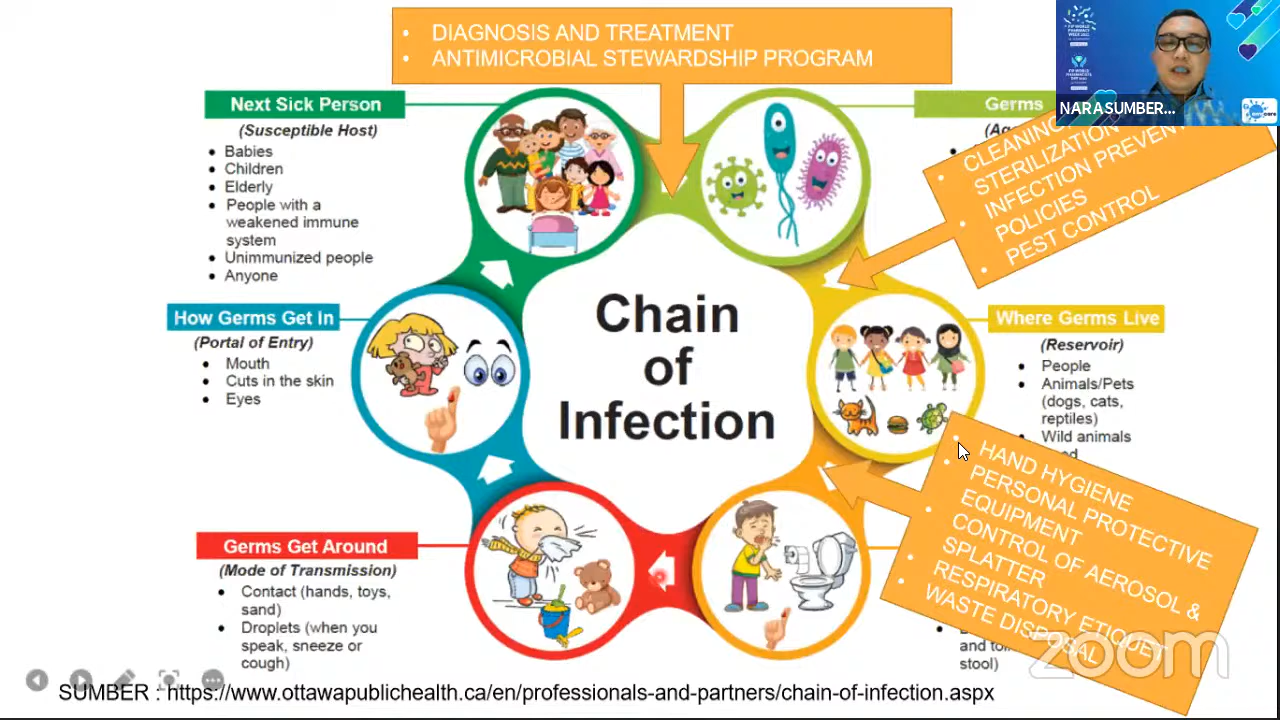 • DIAGNOSIS AND TREATMENT
• ANTIMICROBIAL STEWARDSHIP PROGRAM
NARASUMBER...
Next Sick Person
(Susceptible Host)
• Babies
• Children
• Elderly
• People with a
weakened immune
system
• Unimmunized people
• Anyone
Germs
• CLEANING
STERILIZATION
INFECTION PREVENT
• POLICIES
• PEST CONTROL
How Germs Get In
(Portal of Entry)
• Mouth
• Cuts in the skin
• Eyes
Chain
of
Infection
Where Germs Live
(Reservoir)
• People
• Animals/Pets
(dogs, cats,
reptiles)
• Wild animals
• HAND HYGIENE
• PERSONAL PROTECTIVE
EQUIPMENT
• CONTROL OF AEROSOL &
SPLATTER
• RESPIRATORY ETIQUET
• WASTE DISPOSAL
Germs Get Around
(Mode of Transmission)
• Contact (hands, toys,
sand)
• Droplets (when you
speak, sneeze or
cough)
stool)
zoom
SUMBER : https://www.ottawapublichealth.ca/en/professionals-and-partners/chain-of-infection.aspx